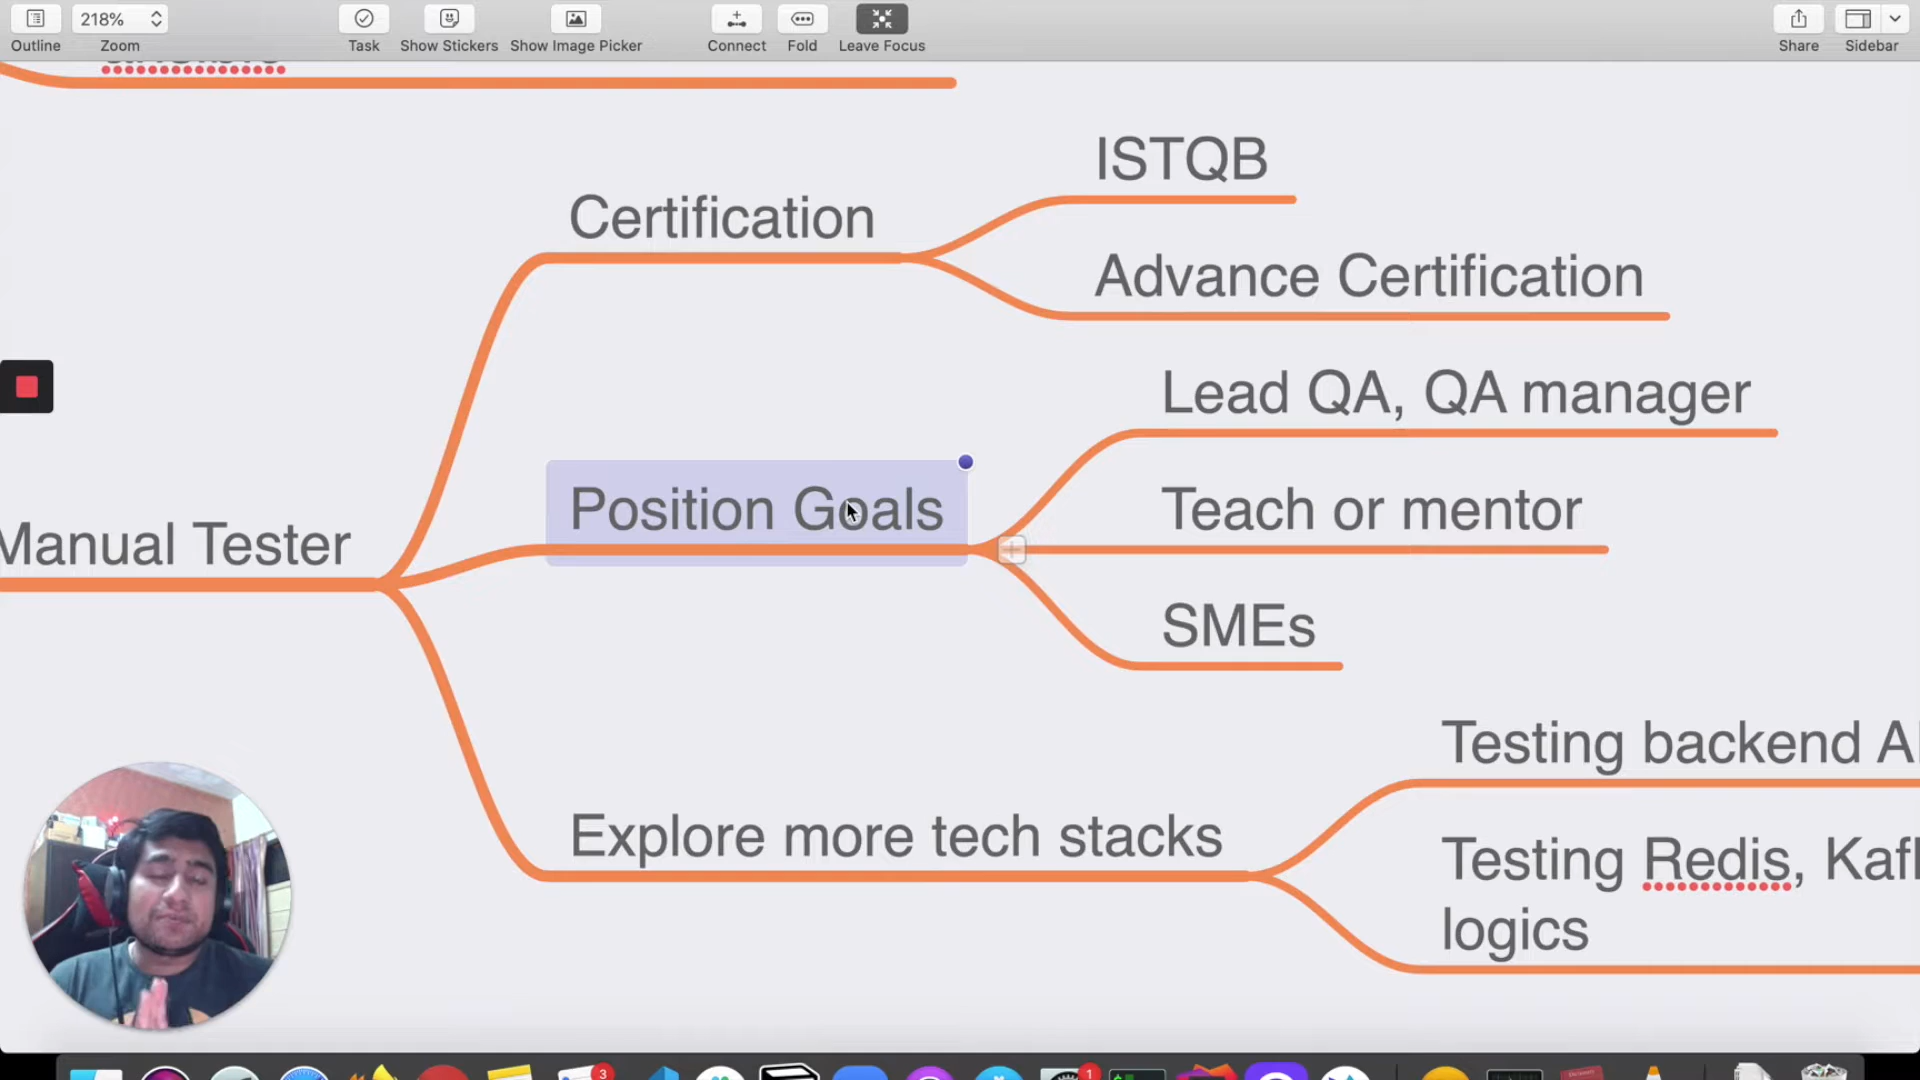 218%
Outline Zoom Task Show Stickers Show Image Picker Connect Fold Leave Focus Share Sidebar
ISTQB
Certification
Advance Certification
Lead QA, QA manager
Position Goals
Teach or mentor
Manual Tester
SMEs
Testing backend
Explore more tech stacks
Testing Redis,
logics
3
1